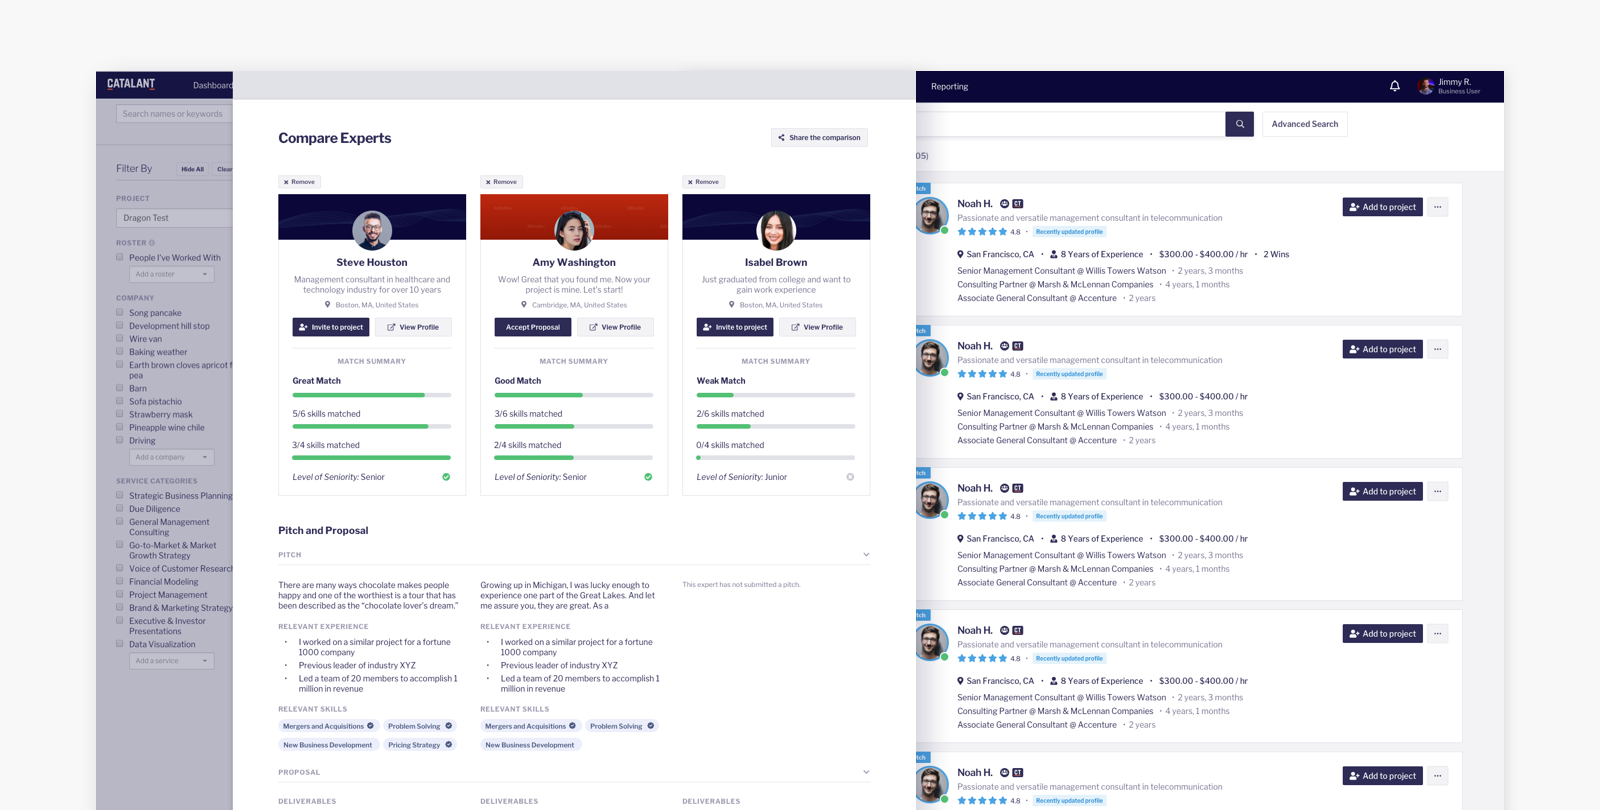 CATALANT
Dashboard
Reporting
Jimmy R.
Business User
Search names or keywords
Advanced Search
05)
Filter By
Hide All
Clear
PROJECT
Dragon Test
ROSTER
People I've Worked With
Add a roster
COMPANY
Song pancake
Development hill stop
Wire van
Baking weather
Earth brown cloves apricot f
pea
Barn
Sofa pistachio
Strawberry mask
Pineapple wine chile
Driving
Add a company
SERVICE CATEGORIES
Strategic Business Planning
Due Diligence
General Management
Consulting
Go-to-Market & Market
Growth Strategy
Voice of Customer Research
Financial Modeling
Project Management
Brand & Marketing Strategy
Executive & Investor
Presentations
Data Visualization
Add a service
Compare Experts
Share the comparison
Remove
Steve Houston
Management consultant in healthcare and
technology industry for over 10 years
Boston, MA, United States
Invite to project
View Profile
MATCH SUMMARY
Great Match
5/6 skills matched
3/4 skills matched
Level of Seniority: Senior
Remove
Amy Washington
Wow! Great that you found me. Now your
project is mine. Let's start!
Cambridge, MA, United States
Accept Proposal
View Profile
MATCH SUMMARY
Good Match
3/6 skills matched
2/4 skills matched
Level of Seniority: Senior
Remove
Isabel Brown
Just graduated from college and want to
gain work experience
Boston, MA, United States
Invite to project
View Profile
MATCH SUMMARY
Weak Match
2/6 skills matched
0/4 skills matched
Level of Seniority: Junior
Pitch and Proposal
PITCH
There are many ways chocolate makes people
happy and one of the worthiest is a tour that has
been described as the "chocolate lover's dream."
RELEVANT EXPERIENCE
• I worked on a similar project for a fortune
1000 company
• Previous leader of industry XYZ
• Led a team of 20 members to accomplish 1
million in revenue
RELEVANT SKILLS
Mergers and Acquisitions
Problem Solving
New Business Development
Pricing Strategy
Growing up in Michigan, I was lucky enough to
experience one part of the Great Lakes. And let
me assure you, they are great. As a
RELEVANT EXPERIENCE
• I worked on a similar project for a fortune
1000 company
• Previous leader of industry XYZ
• Led a team of 20 members to accomplish 1
million in revenue
RELEVANT SKILLS
Mergers and Acquisitions
Problem Solving
New Business Development
This expert has not submitted a pitch.
PROPOSAL
DELIVERABLES
DELIVERABLES
DELIVERABLES
tch
Noah H. CT
Add to project
Passionate and versatile management consultant in telecommunication
4.8 • Recently updated profile
San Francisco, CA • 8 Years of Experience • $300.00 - $400.00 / hr • 2 Wins
Senior Management Consultant @ Willis Towers Watson • 2 years, 3 months
Consulting Partner @ Marsh & McLennan Companies • 4 years, 1 months
Associate General Consultant @ Accenture • 2 years
tch
Noah H. CT
Add to project
Passionate and versatile management consultant in telecommunication
4.8 • Recently updated profile
San Francisco, CA • 8 Years of Experience • $300.00 - $400.00 / hr
Senior Management Consultant @ Willis Towers Watson • 2 years, 3 months
Consulting Partner @ Marsh & McLennan Companies • 4 years, 1 months
Associate General Consultant @ Accenture • 2 years
tch
Noah H. CT
Add to project
Passionate and versatile management consultant in telecommunication
4.8 • Recently updated profile
San Francisco, CA • 8 Years of Experience • $300.00 - $400.00 / hr
Senior Management Consultant @ Willis Towers Watson • 2 years, 3 months
Consulting Partner @ Marsh & McLennan Companies • 4 years, 1 months
Associate General Consultant @ Accenture • 2 years
tch
Noah H. CT
Add to project
Passionate and versatile management consultant in telecommunication
4.8 • Recently updated profile
San Francisco, CA • 8 Years of Experience • $300.00 - $400.00 / hr
Senior Management Consultant @ Willis Towers Watson • 2 years, 3 months
Consulting Partner @ Marsh & McLennan Companies • 4 years, 1 months
Associate General Consultant @ Accenture • 2 years
tch
Noah H. CT
Add to project
Passionate and versatile management consultant in telecommunication
4.8 • Recently updated profile